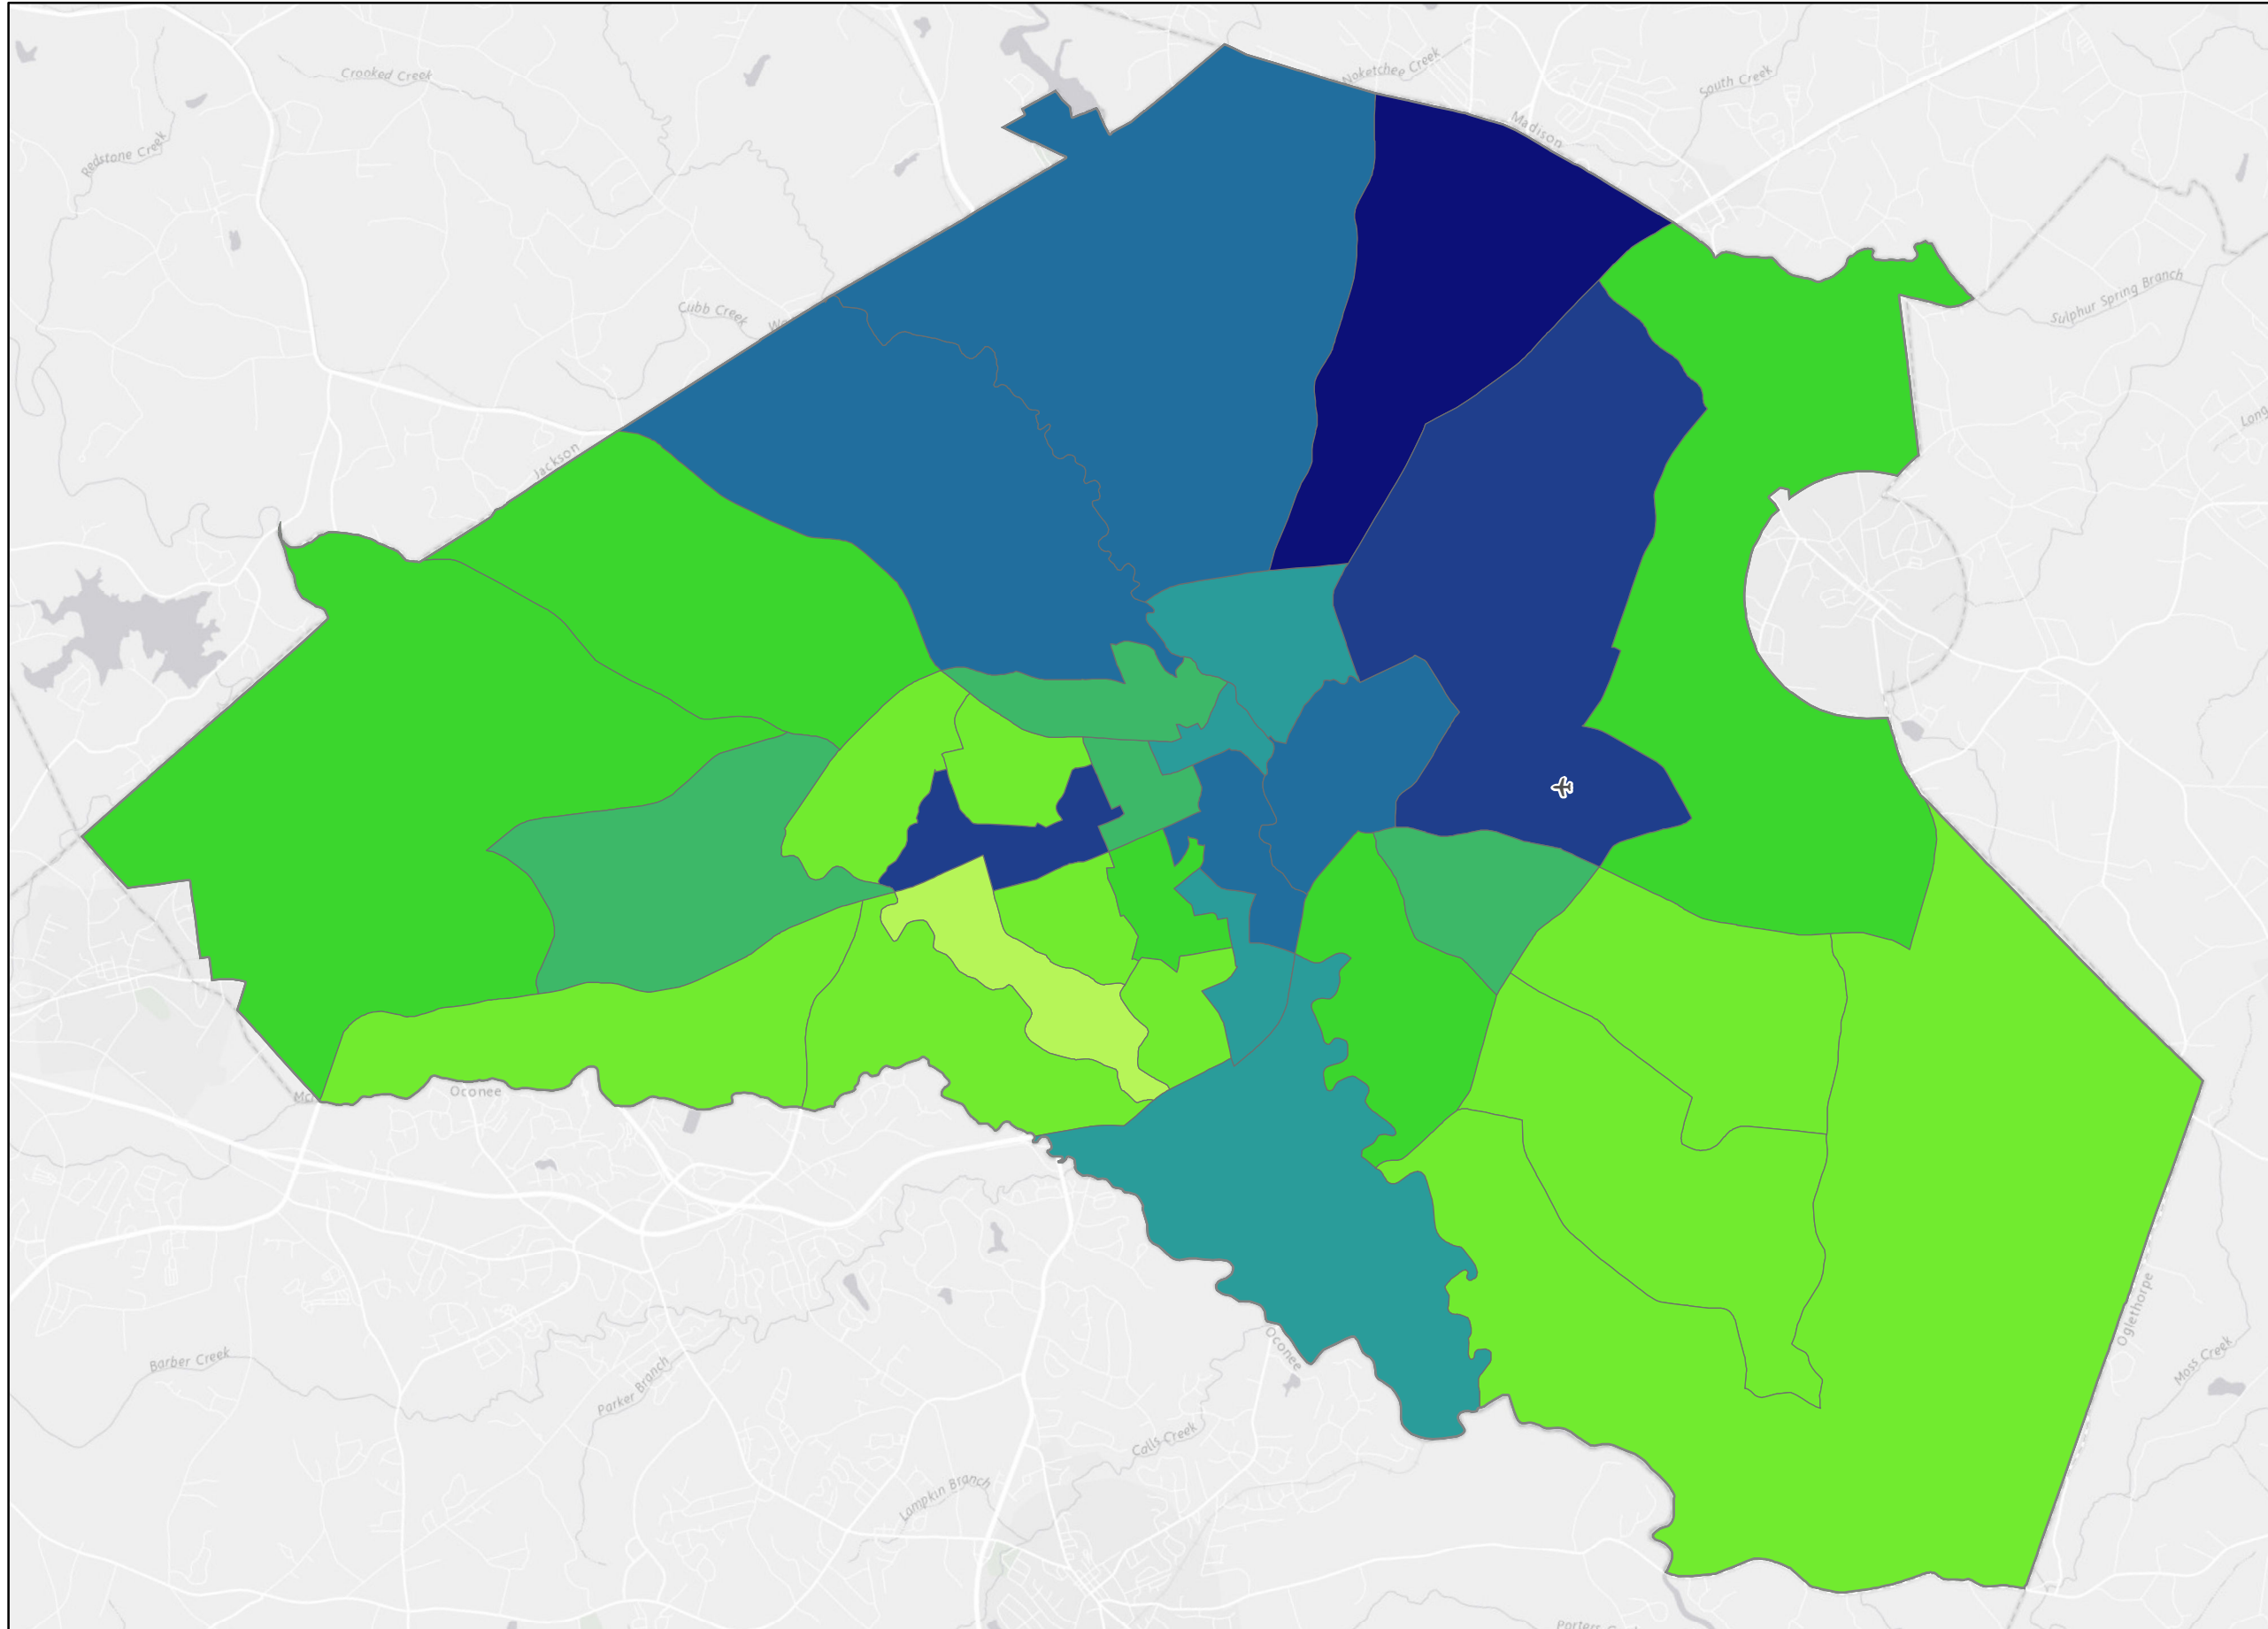 Crooked Creek
Noketchee Creek
South Creek
Madison
Redstone Creek
Sulphur Spring Branch
Cubb Creek
Long
Jackson
Oconee
Oglethorpe
Oconee
Moss Creek
Barber Creek
Parker Branch
Calls Creek
Lampkin Branch